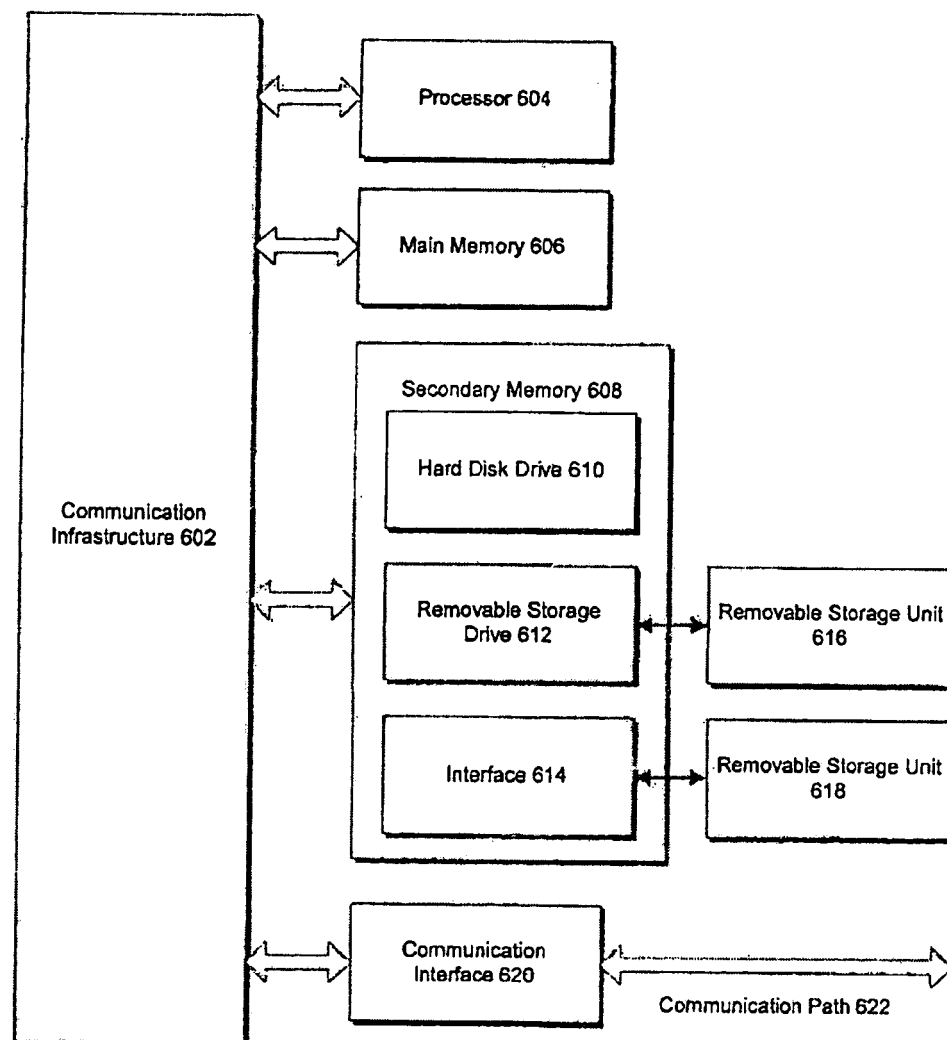 Processor 604
Main Memory 606
Secondary Memory 608
Hard Disk Drive 610
Communication
Infrastructure 602
Removable Storage
Drive 612
Removable Storage Unit
616
Interface 614
Removable Storage Unit
618
Communication
Interface 620
Communication Path 622